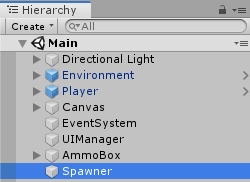 Hierarchy
Create All
Main
Directional Light
Environment
Player
Canvas
EventSystem
UIManager
AmmoBox
Spawner